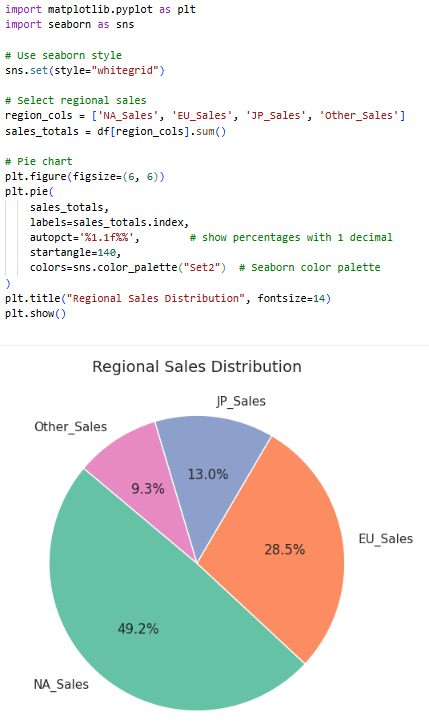 import matplotlib.pyplot as plt
import seaborn as sns
# Use seaborn style
sns.set(style="whitegrid")
# Select regional sales
region_cols = ['NA_Sales', 'EU_Sales', 'JP_Sales', 'Other_Sales']
sales_totals = df[region_cols].sum()
# Pie chart
plt.figure(figsize=(6, 6))
plt.pie(
    sales_totals,
    labels=sales_totals.index,
    autopct='%1.1f%%',        # show percentages with 1 decimal
    startangle=140,
    colors=sns.color_palette("Set2")  # Seaborn color palette
)
plt.title("Regional Sales Distribution", fontsize=14)
plt.show()
Regional Sales Distribution
JP_Sales
Other_Sales
13.0%
9.3%
EU_Sales
28.5%
49.2%
NA_Sales